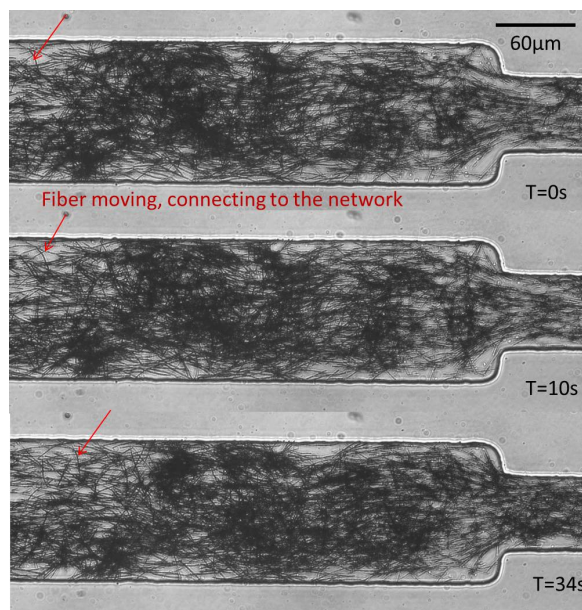 60µm
T=0s
Fiber moving, connecting to the network
T=10s
T=34s